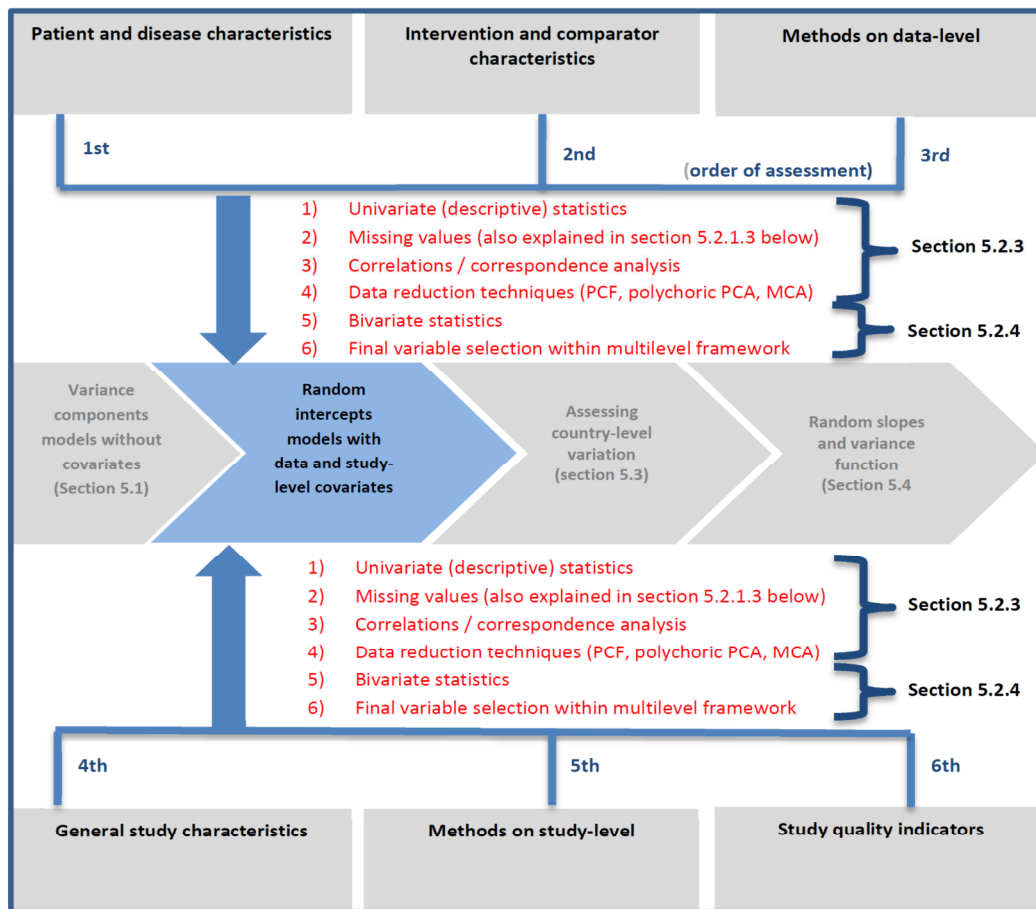 Patient and disease characteristics
Intervention and comparator
characteristics
Methods on data-level
1st
2nd
3rd
(order of assessment)
1) Univariate (descriptive) statistics
2) Missing values (also explained in section 5.2.1.3 below)
3) Correlations / correspondence analysis
4) Data reduction techniques (PCF, polychoric PCA, MCA)
5) Bivariate statistics
6) Final variable selection within multilevel framework
Section 5.2.3
Section 5.2.4
Variance
components
models without
covariates
(Section 5.1)
Random
intercepts
models with
data and study-
level covariates
Assessing
country-level
variation
(section 5.3)
Random slopes
and variance
function
(Section 5.4
1) Univariate (descriptive) statistics
2) Missing values (also explained in section 5.2.1.3 below)
3) Correlations / correspondence analysis
4) Data reduction techniques (PCF, polychoric PCA, MCA)
5) Bivariate statistics
6) Final variable selection within multilevel framework
Section 5.2.3
Section 5.2.4
4th
5th
6th
General study characteristics
Methods on study-level
Study quality indicators